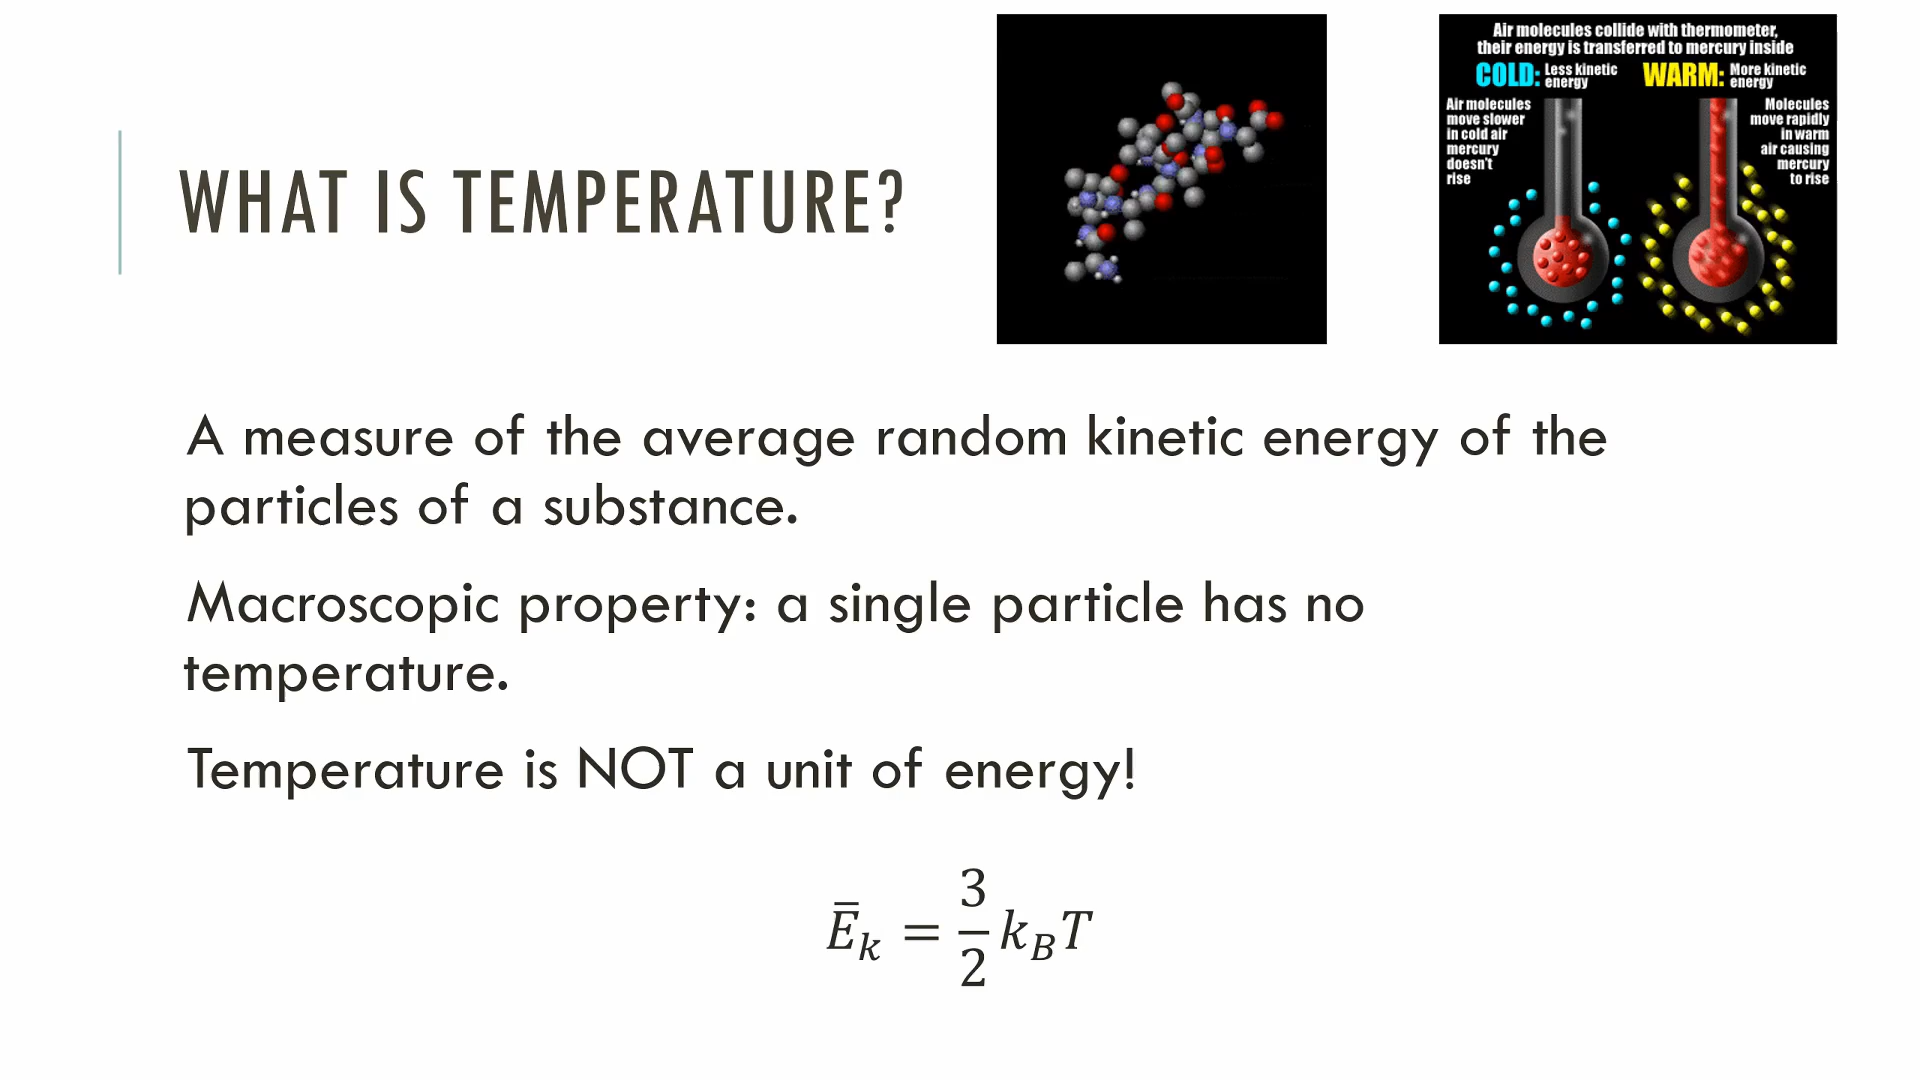 WHAT IS TEMPERATURE?
Air molecules collide with thermometer,
their energy is transferred to mercury inside
COLD: Less kinetic energy
WARM: More kinetic energy
Air molecules
move slower
in cold air
mercury
doesn't
rise
Molecules
move rapidly
in warm
air causing
mercury
to rise
A measure of the average random kinetic energy of the
particles of a substance.
Macroscopic property: a single particle has no
temperature.
Temperature is NOT a unit of energy!
Ē_k = 3/2 k_B T